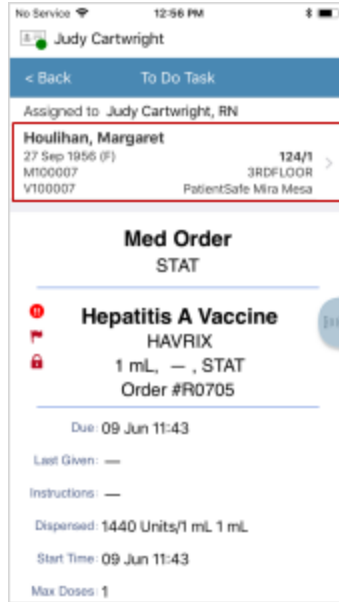 No Service 12:56 PM
Judy Cartwright
< Back To Do Task
Assigned to Judy Cartwright, RN
Houlihan, Margaret
27 Sep 1956 (F) 124/1
M100007 3RDFLOOR
V100007 PatientSafe Mira Mesa
Med Order
STAT
Hepatitis A Vaccine
HAVRIX
1 mL, — , STAT
Order #R0705
Due: 09 Jun 11:43
Last Given: —
Instructions: —
Dispensed: 1440 Units/1 mL 1 mL
Start Time: 09 Jun 11:43
Max Doses: 1